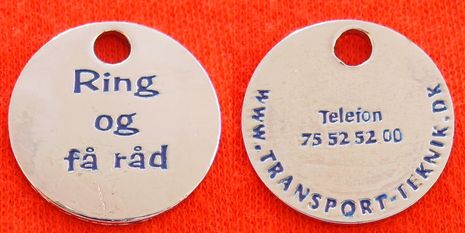 Ring
og
få råd
Telefon
75 52 52 00
WWW.TRANSPORT-TEKNIK.DK